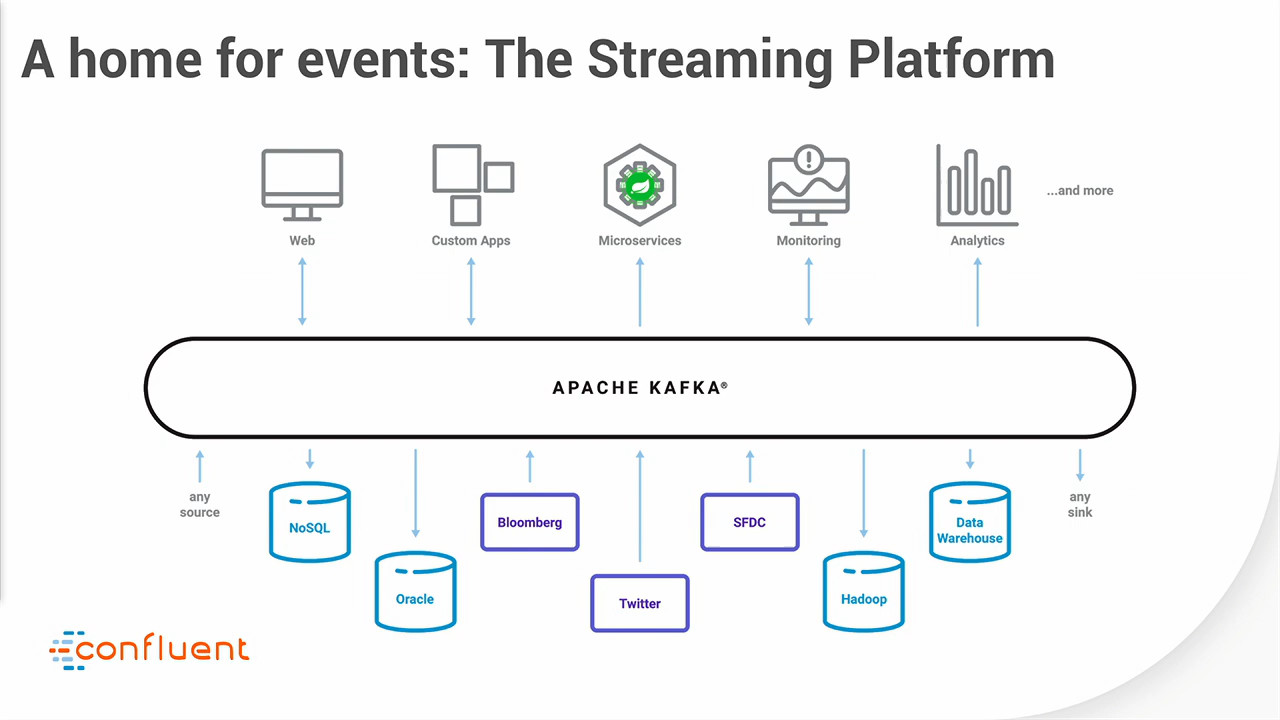 A home for events: The Streaming Platform
Web
Custom Apps
Microservices
Monitoring
Analytics
...and more
APACHE KAFKA®
any
source
NoSQL
Oracle
Bloomberg
Twitter
SFDC
Hadoop
Data
Warehouse
any
sink
confluent